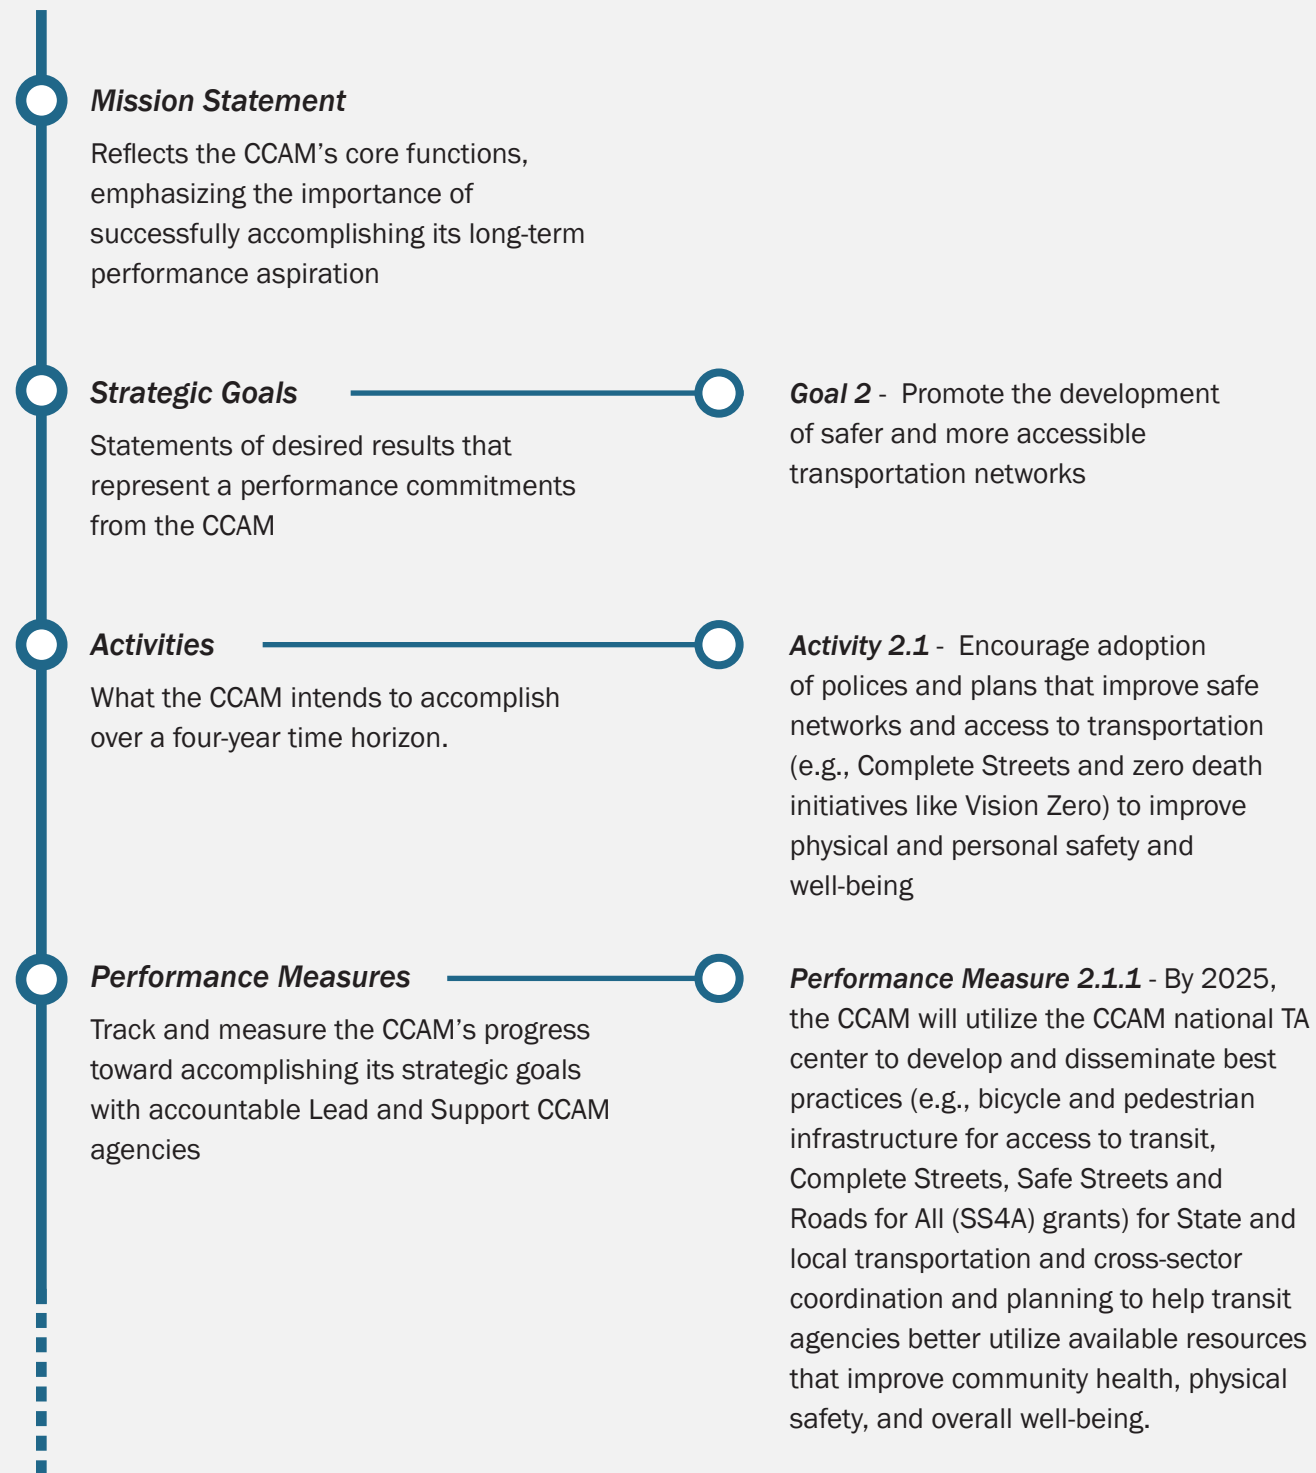 Mission Statement
Reflects the CCAM’s core functions,
emphasizing the importance of
successfully accomplishing its long-term
performance aspiration
Strategic Goals
Statements of desired results that
represent a performance commitments
from the CCAM
Goal 2 - Promote the development
of safer and more accessible
transportation networks
Activities
What the CCAM intends to accomplish
over a four-year time horizon.
Activity 2.1 - Encourage adoption
of polices and plans that improve safe
networks and access to transportation
(e.g., Complete Streets and zero death
initiatives like Vision Zero) to improve
physical and personal safety and
well-being
Performance Measures
Track and measure the CCAM’s progress
toward accomplishing its strategic goals
with accountable Lead and Support CCAM
agencies
Performance Measure 2.1.1 - By 2025,
the CCAM will utilize the CCAM national TA
center to develop and disseminate best
practices (e.g., bicycle and pedestrian
infrastructure for access to transit,
Complete Streets, Safe Streets and
Roads for All (SS4A) grants) for State and
local transportation and cross-sector
coordination and planning to help transit
agencies better utilize available resources
that improve community health, physical
safety, and overall well-being.